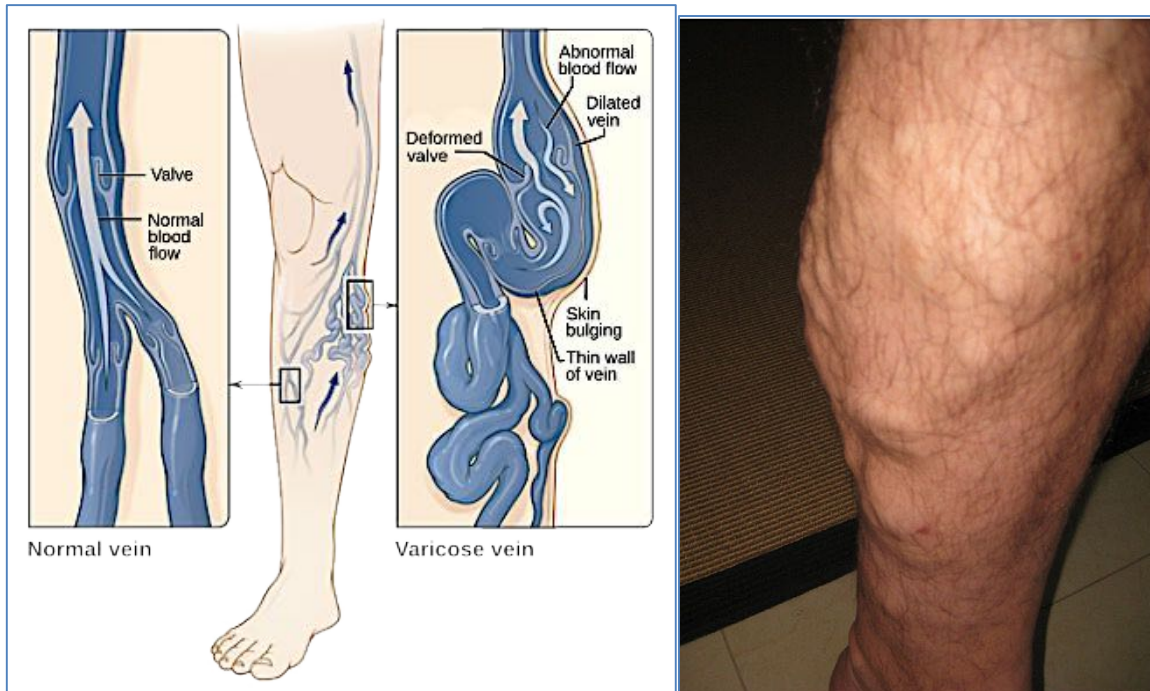 Valve
Normal
blood
flow
Normal vein
Abnormal
blood flow
Dilated
vein
Deformed
valve
Skin
bulging
Thin wall
of vein
Varicose vein